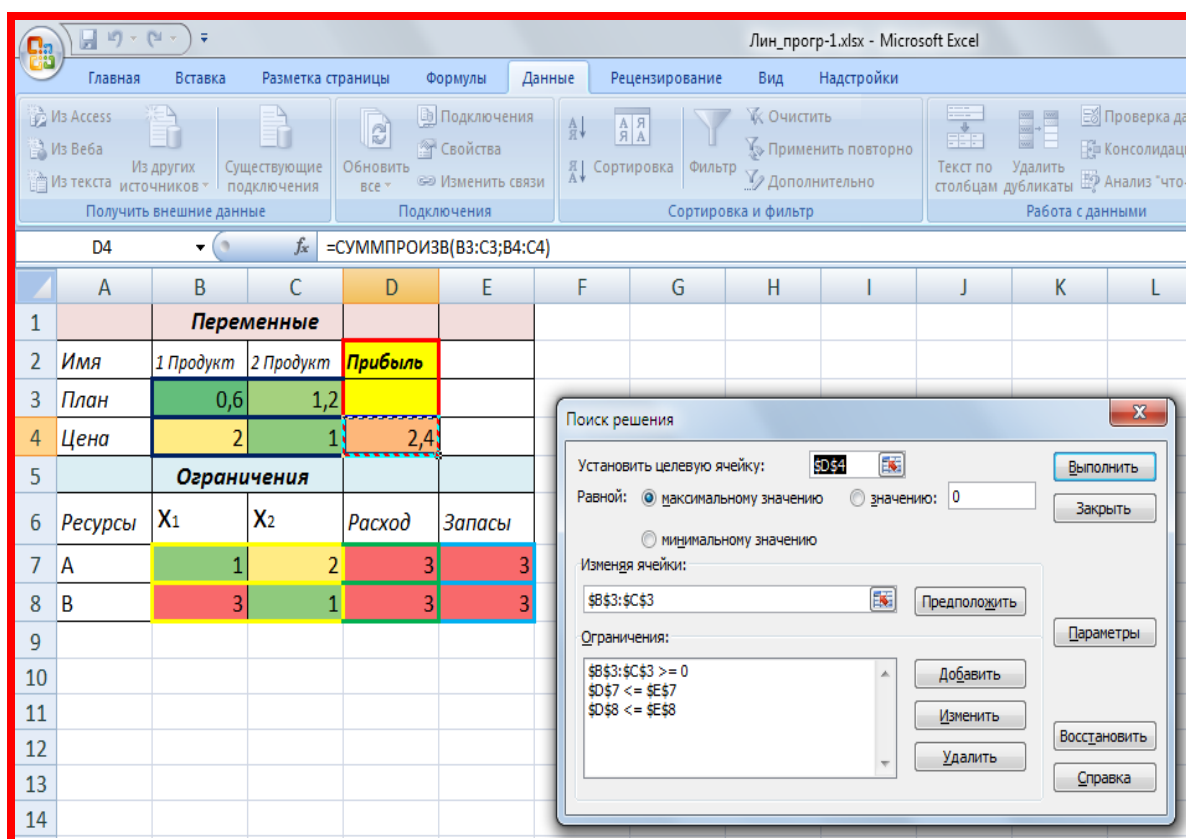 Лин_прогр-1.xlsx - Microsoft Excel
Главная Вставка Разметка страницы Формулы Данные Рецензирование Вид Надстройки
Из Access
Из Веба
Из текста
Из других источников
Существующие подключения
Получить внешние данные
Обновить все
Подключения
Свойства
Изменить связи
Подключения
Сортировка
Фильтр
Очистить
Применить повторно
Дополнительно
Сортировка и фильтр
Текст по столбцам
Удалить дубликаты
Проверка да
Консолидац
Анализ "что-
Работа с данными
D4 fx =СУММПРОИЗВ(B3:C3;B4:C4)
A B C D E F G H I J K L
1 Переменные
2 Имя 1 Продукт 2 Продукт Прибыль
3 План 0,6 1,2
4 Цена 2 1 2,4
5 Ограничения
6 Ресурсы X1 X2 Расход Запасы
7 A 1 2 3 3
8 B 3 1 3 3
9
10
11
12
13
14
Поиск решения
X
Установить целевую ячейку: $D$4
Равной: максимальному значению значению: 0
минимальному значению
Изменяя ячейки:
$B$3:$C$3
Предположить
Ограничения:
$B$3:$C$3 >= 0
$D$7 <= $E$7
$D$8 <= $E$8
Добавить
Изменить
Удалить
Выполнить
Закрыть
Параметры
Восстановить
Справка